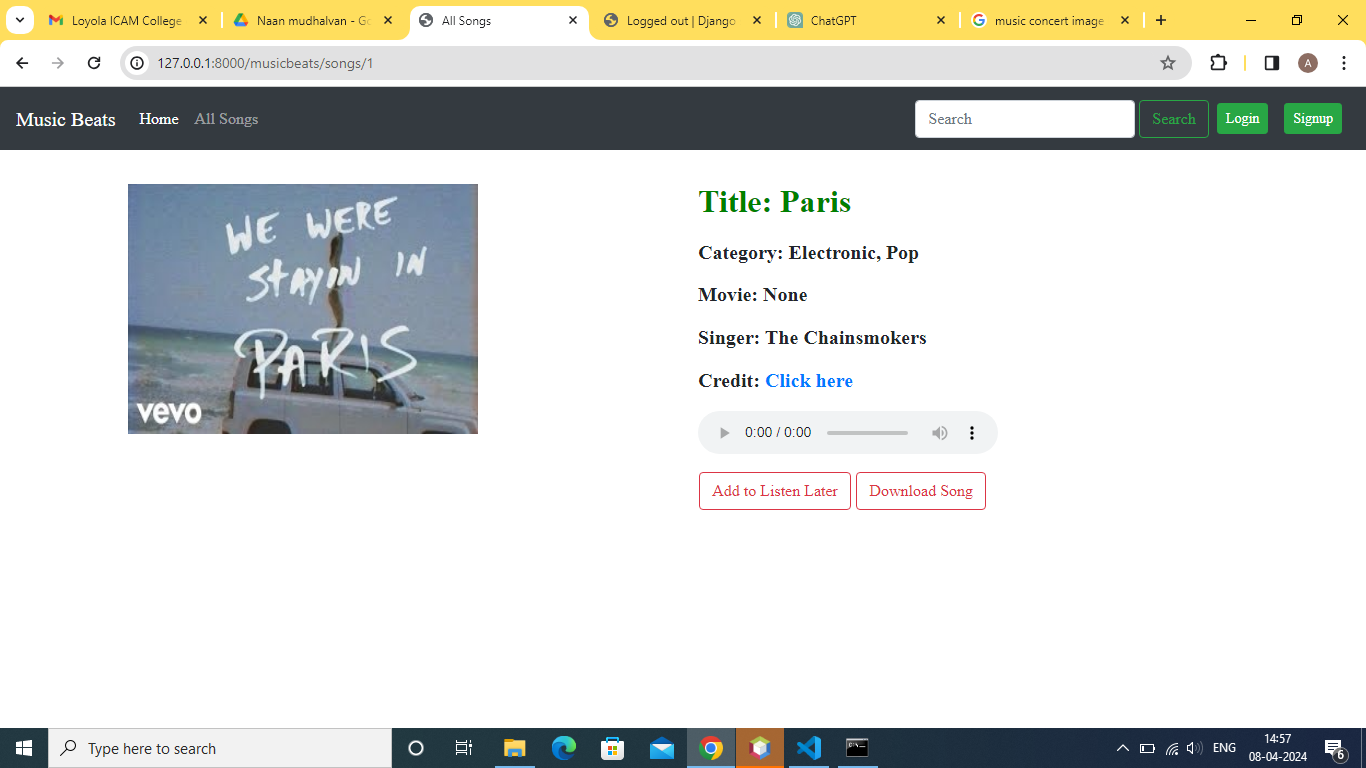 Loyola ICAM College
Naan mudhalvan - Go
All Songs
Logged out | Django
ChatGPT
music concert image
127.0.0.1:8000/musicbeats/songs/1
A
Music Beats
Home
All Songs
Search
Search
Login
Signup
WE WERE
STAYIN IN
PARIS
vevo
Title: Paris
Category: Electronic, Pop
Movie: None
Singer: The Chainsmokers
Credit: Click here
0:00 / 0:00
Add to Listen Later
Download Song
Type here to search
ENG
14:57
08-04-2024
6